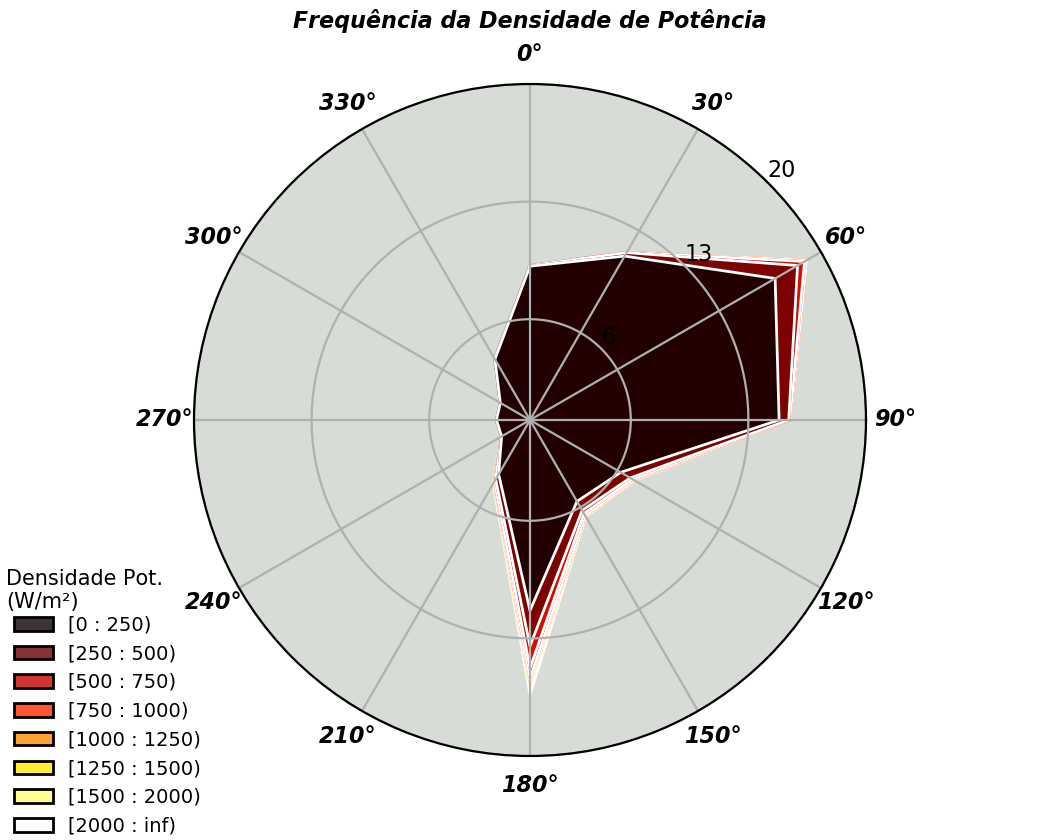 Frequência da Densidade de Potência
0°
330°
30°
20
300°
60°
13
6
270°
90°
240°
120°
210°
150°
180°
Densidade Pot.
(W/m²)
[0 : 250)
[250 : 500)
[500 : 750)
[750 : 1000)
[1000 : 1250)
[1250 : 1500)
[1500 : 2000)
[2000 : inf)